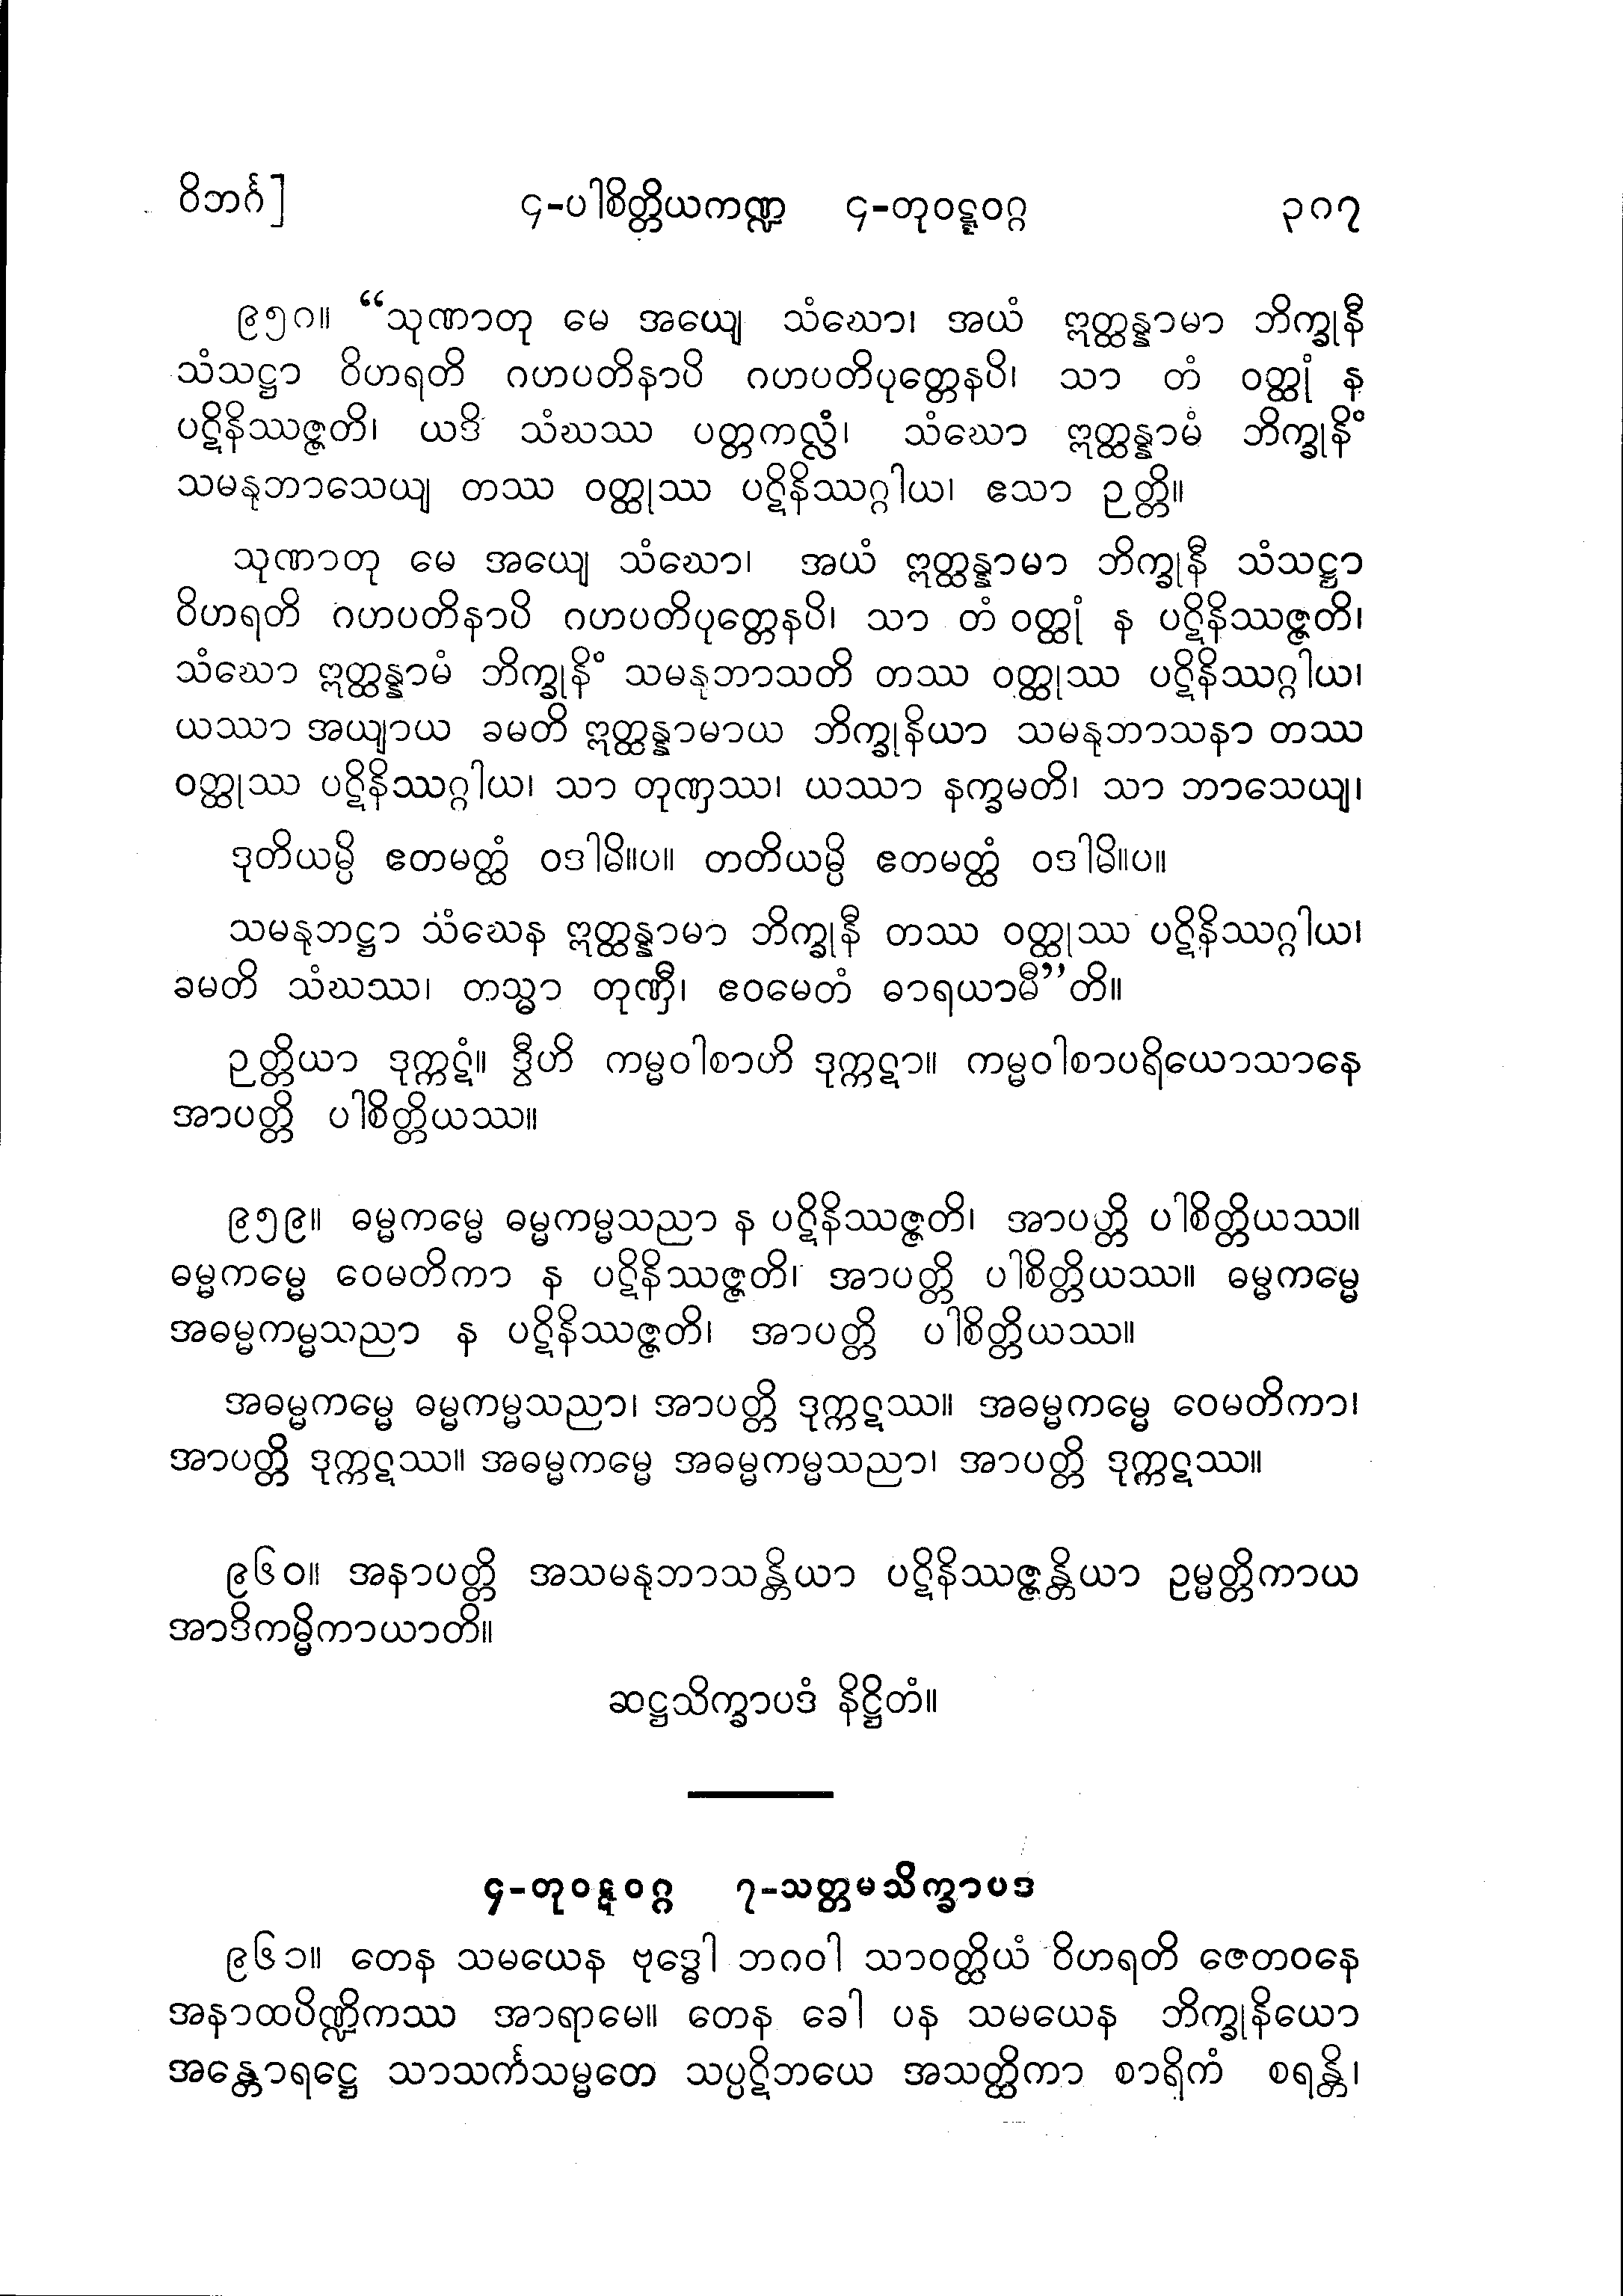 ဝိဘင်္ဂ] ၄-ပါစိတ္တိယကဏ္ဍ ၄-တုဝဋ္ဋဝဂ္ဂ ၃၁၇
၉၅၈။ “သုဏာတု မေ အယျေ သံဃော၊ အယံ ဣတ္ထန္နာမာ ဘိက္ခုနီ
သံသဋ္ဌာ ဝိဟရတိ ဂဟပတိနာပိ ဂဟပတိပုတ္တေနပိ၊ သာ တံ ဝတ္ထုံ န
ပဋိနိဿဇ္ဇတိ၊ ယဒိ သံဃဿ ပတ္တကလ္လံ၊ သံဃော ဣတ္ထန္နာမံ ဘိက္ခုနိံ
သမနုဘာသေယျ တဿ ဝတ္ထုဿ ပဋိနိဿဂ္ဂါယ၊ ဧသာ ဉတ္တိ။
သုဏာတု မေ အယျေ သံဃော၊ အယံ ဣတ္ထန္နာမာ ဘိက္ခုနီ သံသဋ္ဌာ
ဝိဟရတိ ဂဟပတိနာပိ ဂဟပတိပုတ္တေနပိ၊ သာ တံ ဝတ္ထုံ န ပဋိနိဿဇ္ဇတိ၊
သံဃော ဣတ္ထန္နာမံ ဘိက္ခုနိံ သမနုဘာသတိ တဿ ဝတ္ထုဿ ပဋိနိဿဂ္ဂါယ၊
ယဿာ အယျာယ ခမတိ ဣတ္ထန္နာမာယ ဘိက္ခုနိယာ သမနုဘာသနာ တဿ
ဝတ္ထုဿ ပဋိနိဿဂ္ဂါယ၊ သာ တုဏှဿ၊ ယဿာ နက္ခမတိ၊ သာ ဘာသေယျ၊
ဒုတိယမ္ပိ ဧတမတ္ထံ ဝဒါမိ။ပ။ တတိယမ္ပိ ဧတမတ္ထံ ဝဒါမိ။ပ။
သမနုဘဋ္ဌာ သံဃေန ဣတ္ထန္နာမာ ဘိက္ခုနီ တဿ ဝတ္ထုဿ ပဋိနိဿဂ္ဂါယ၊
ခမတိ သံဃဿ၊ တသ္မာ တုဏှီ၊ ဧဝမေတံ ဓာရယာမီ”တိ။
ဉတ္တိယာ ဒုက္ကဋံ။ ဒွီဟိ ကမ္မဝါစာဟိ ဒုက္ကဋာ။ ကမ္မဝါစာပရိယောသာနေ
အာပတ္တိ ပါစိတ္တိယဿ။
၉၅၉။ ဓမ္မကမ္မေ ဓမ္မကမ္မသညာ န ပဋိနိဿဇ္ဇတိ၊ အာပတ္တိ ပါစိတ္တိယဿ။
ဓမ္မကမ္မေ ဝေမတိကာ န ပဋိနိဿဇ္ဇတိ၊ အာပတ္တိ ပါစိတ္တိယဿ။ ဓမ္မကမ္မေ
အဓမ္မကမ္မသညာ န ပဋိနိဿဇ္ဇတိ၊ အာပတ္တိ ပါစိတ္တိယဿ။
အဓမ္မကမ္မေ ဓမ္မကမ္မသညာ၊ အာပတ္တိ ဒုက္ကဋဿ။ အဓမ္မကမ္မေ ဝေမတိကာ၊
အာပတ္တိ ဒုက္ကဋဿ။ အဓမ္မကမ္မေ အဓမ္မကမ္မသညာ၊ အာပတ္တိ ဒုက္ကဋဿ။
၉၆၀။ အနာပတ္တိ အသမနုဘာသန္တိယာ ပဋိနိဿဇ္ဇန္တိယာ ဥမ္မတ္တိကာယ
အာဒိကမ္မိကာယာတိ။
ဆဋ္ဌသိက္ခာပဒံ နိဋ္ဌိတံ။
၄-တုဝဋ္ဋဝဂ္ဂ ၇-သတ္တမသိက္ခာပဒ
၉၆၁။ တေန သမယေန ဗုဒ္ဓေါ ဘဂဝါ သာဝတ္ထိယံ ဝိဟရတိ ဇေတဝနေ
အနာထပိဏ္ဍိကဿ အာရာမေ။ တေန ခေါ ပန သမယေန ဘိက္ခုနိယော
အန္တောရဋ္ဌေ သာသင်္ကသမ္မတေ သပ္ပဋိဘယေ အသတ္ထိကာ စာရိကံ စရန္တိ၊